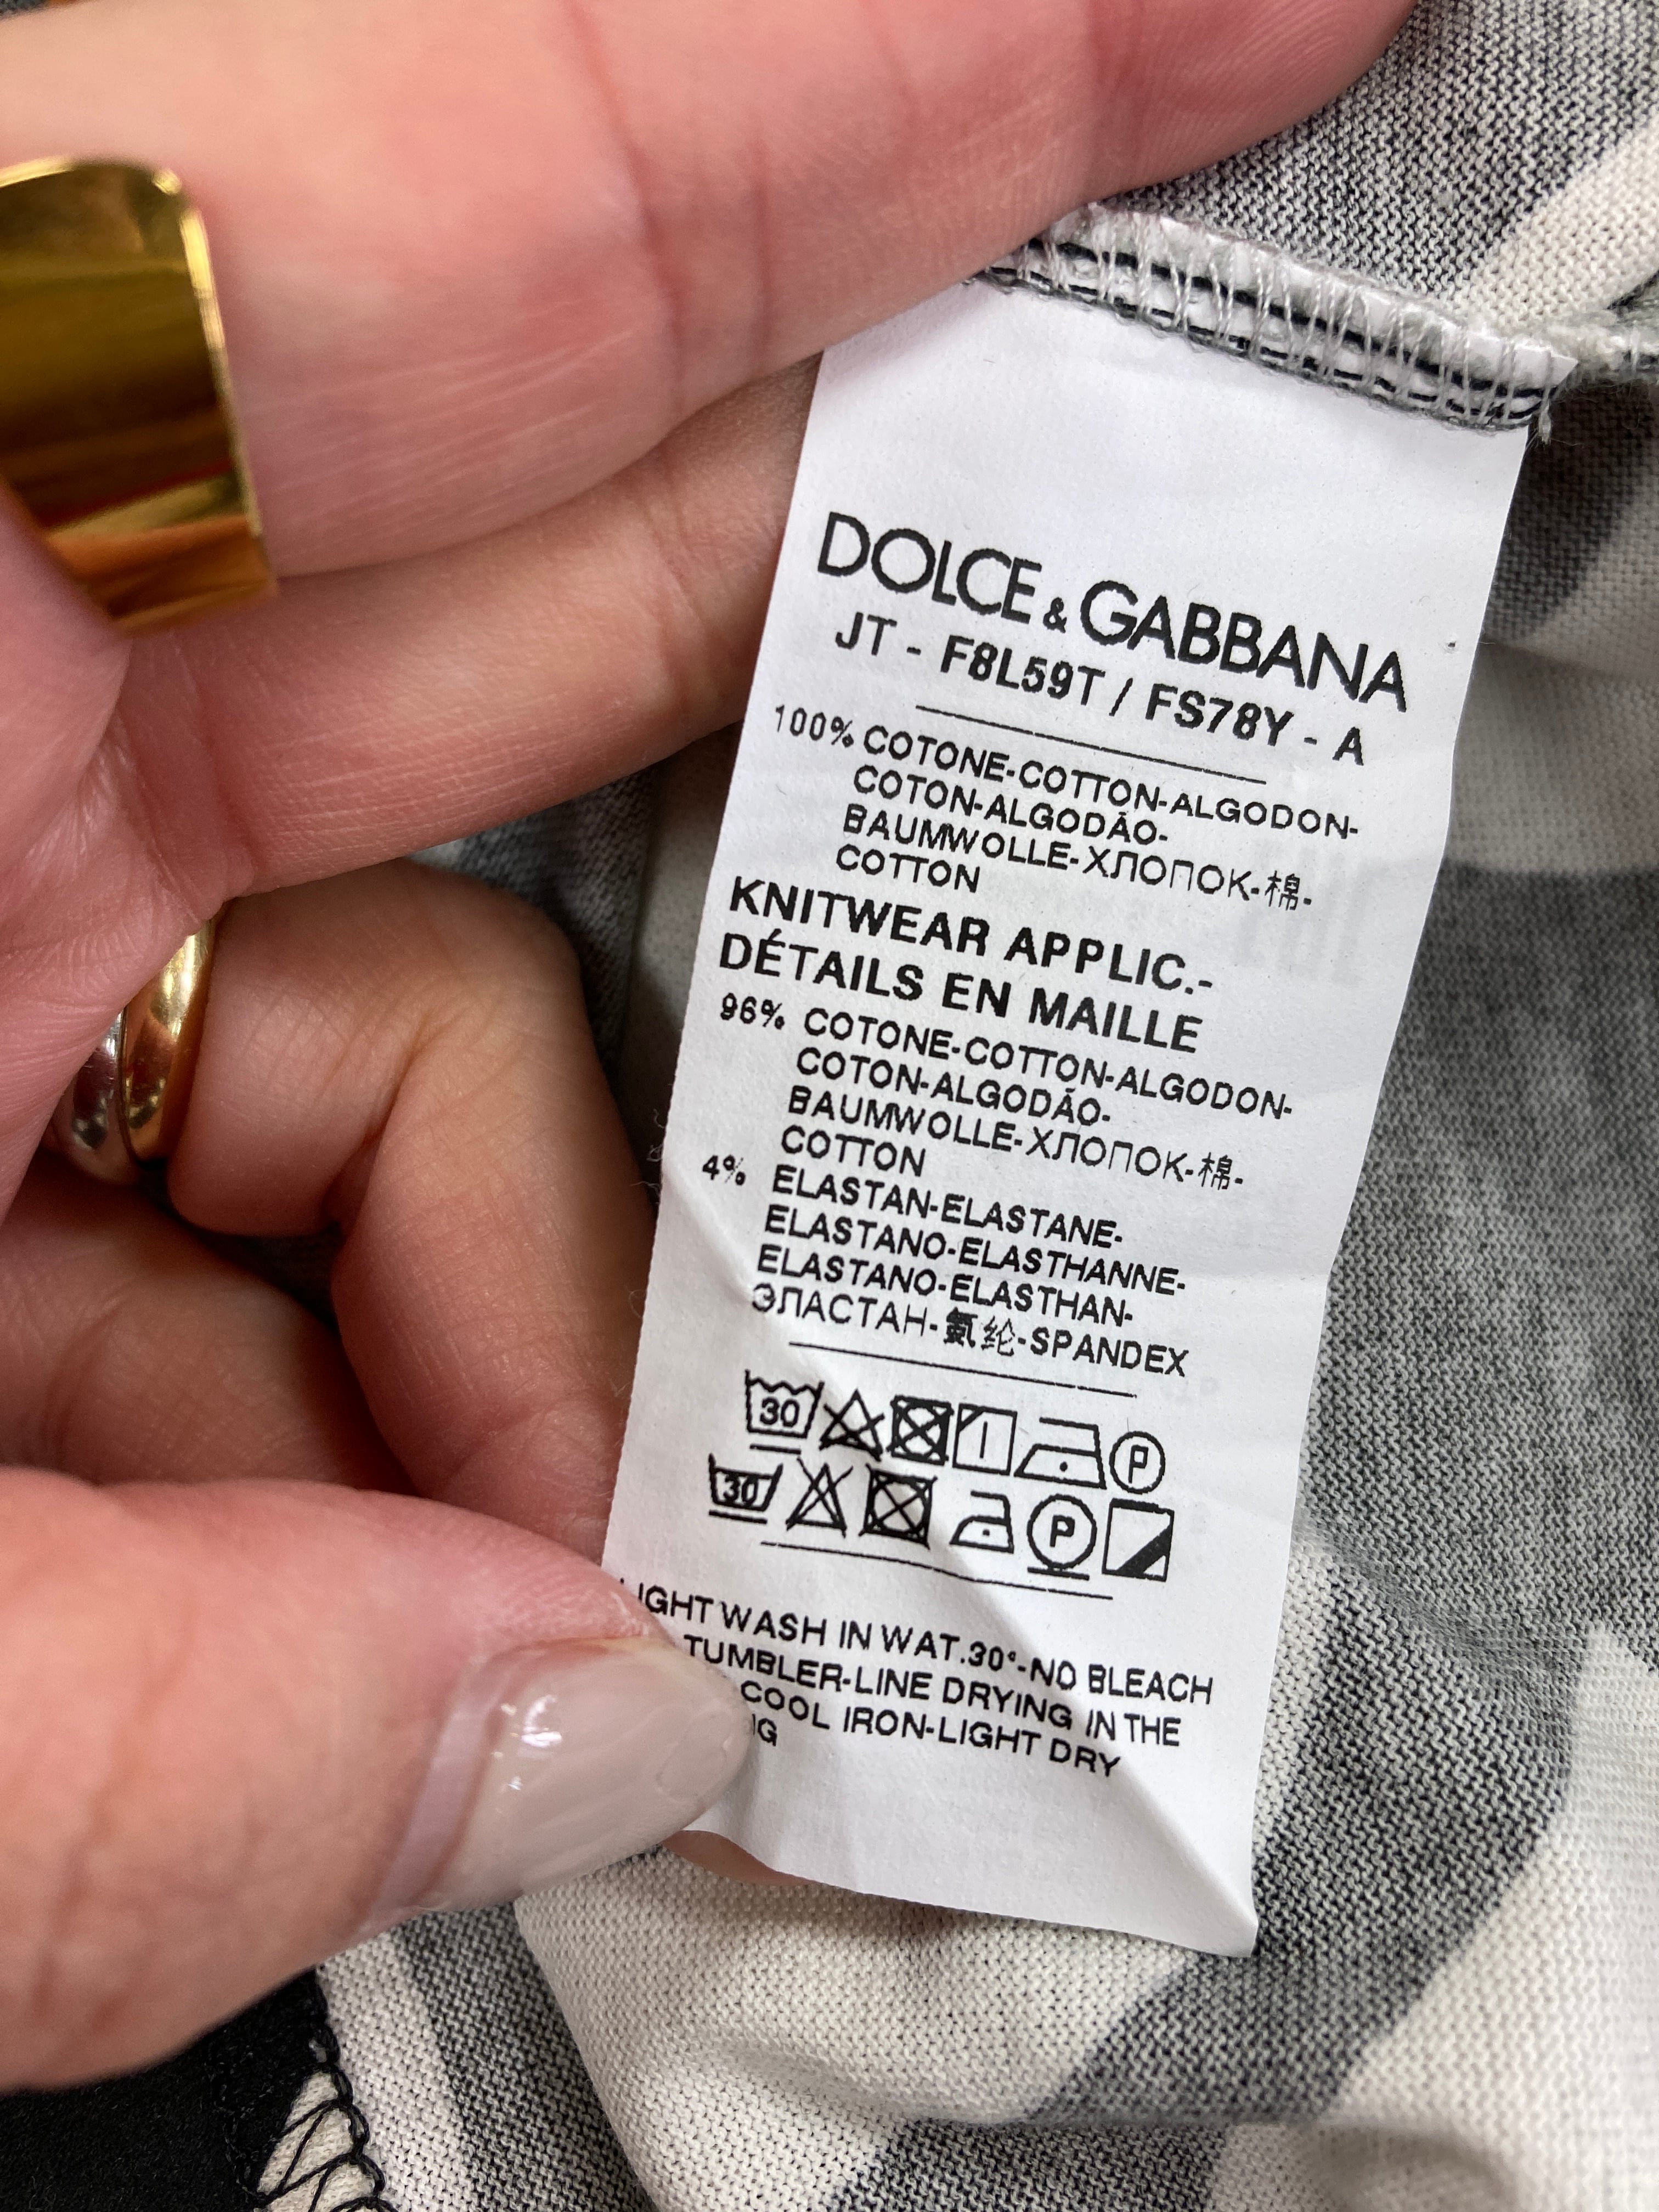 DOLCE & GABBANA
JT - F8L59T / FS78Y - A
100% COTONE-COTTON-ALGODON-
COTON-ALGODÃO-
BAUMWOLLE-ХЛОПОК-棉-
COTTON
KNITWEAR APPLIC.-
DÉTAILS EN MAILLE
96% COTONE-COTTON-ALGODON-
COTON-ALGODÃO-
BAUMWOLLE-ХЛОПОК-棉-
COTTON
4% ELASTAN-ELASTANE-
ELASTANO-ELASTHANNE-
ELASTANO-ELASTHAN-
ЭЛАСТАН-氨纶-SPANDEX
30 P
30 P
WASH IN WAT.30°-NO BLEACH
TUMBLER-LINE DRYING IN THE
COOL IRON-LIGHT DRY